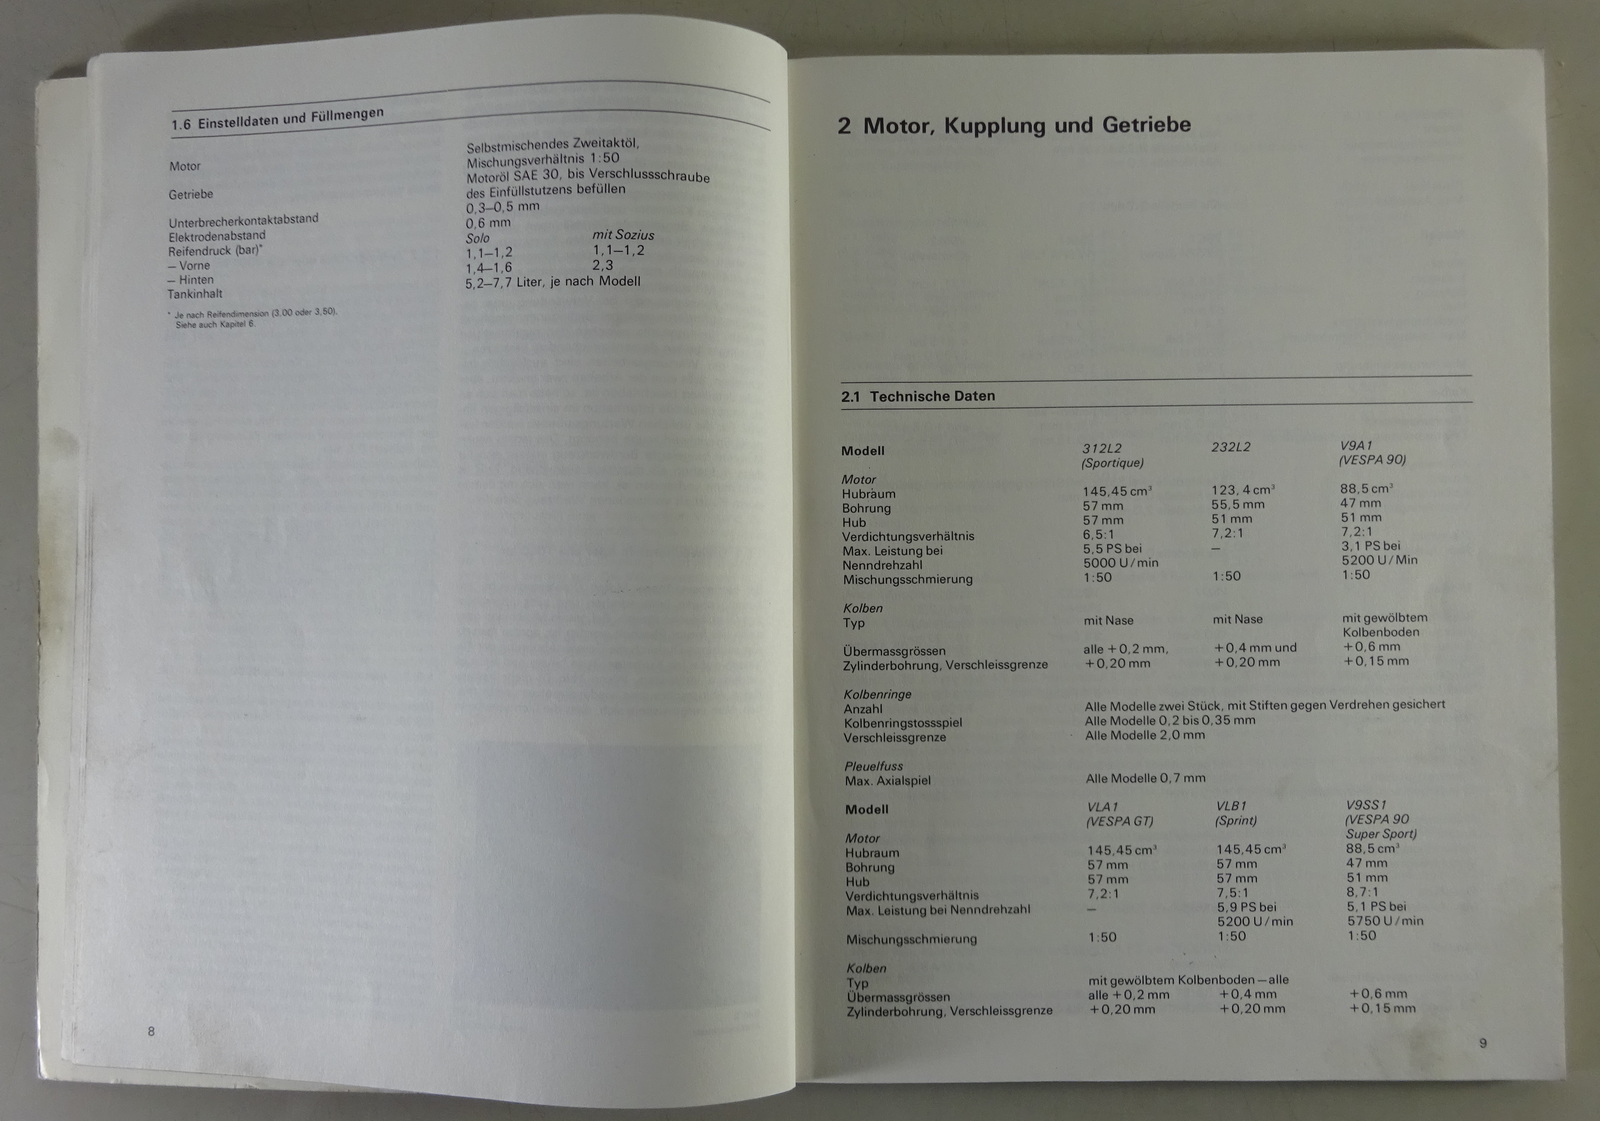 1.6 Einstelldaten und Füllmengen
Selbstmischendes Zweitaktöl,
Motor Mischungsverhältnis 1:50
Motoröl SAE 30, bis Verschlussschraube
Getriebe des Einfüllstutzens befüllen
0,3–0,5 mm
Unterbrecherkontaktabstand 0,6 mm
Elektrodenabstand Solo mit Sozius
Reifendruck (bar)* 1,1–1,2 1,1–1,2
– Vorne 1,4–1,6 2,3
– Hinten 5,2–7,7 Liter, je nach Modell
Tankinhalt
* Je nach Reifendimension (3,00 oder 3,50).
Siehe auch Kapitel 6.
8
2 Motor, Kupplung und Getriebe
2.1 Technische Daten
Modell 312L2 232L2 V9A1
(Sportique) (VESPA 90)
Motor
Hubraum 145,45 cm³ 123, 4 cm³ 88,5 cm³
Bohrung 57 mm 55,5 mm 47 mm
Hub 57 mm 51 mm 51 mm
Verdichtungsverhältnis 6,5:1 7,2:1 7,2:1
Max. Leistung bei 5,5 PS bei – 3,1 PS bei
Nenndrehzahl 5000 U/min 5200 U/Min
Mischungsschmierung 1:50 1:50 1:50
Kolben
Typ mit Nase mit Nase mit gewölbtem
Kolbenboden
Übermassgrössen alle +0,2 mm, +0,4 mm und +0,6 mm
Zylinderbohrung, Verschleissgrenze +0,20 mm +0,20 mm +0,15 mm
Kolbenringe
Anzahl Alle Modelle zwei Stück, mit Stiften gegen Verdrehen gesichert
Kolbenringstossspiel Alle Modelle 0,2 bis 0,35 mm
Verschleissgrenze Alle Modelle 2,0 mm
Pleuelfuss
Max. Axialspiel Alle Modelle 0,7 mm
Modell VLA1 VLB1 V9SS1
(VESPA GT) (Sprint) (VESPA 90
Motor Super Sport)
Hubraum 145,45 cm³ 145,45 cm³ 88,5 cm³
Bohrung 57 mm 57 mm 47 mm
Hub 57 mm 57 mm 51 mm
Verdichtungsverhältnis 7,2:1 7,5:1 8,7:1
Max. Leistung bei Nenndrehzahl – 5,9 PS bei 5,1 PS bei
5200 U/min 5750 U/min
Mischungsschmierung 1:50 1:50 1:50
Kolben
Typ mit gewölbtem Kolbenboden – alle
Übermassgrössen alle +0,2 mm +0,4 mm +0,6 mm
Zylinderbohrung, Verschleissgrenze +0,20 mm +0,20 mm +0,15 mm
9